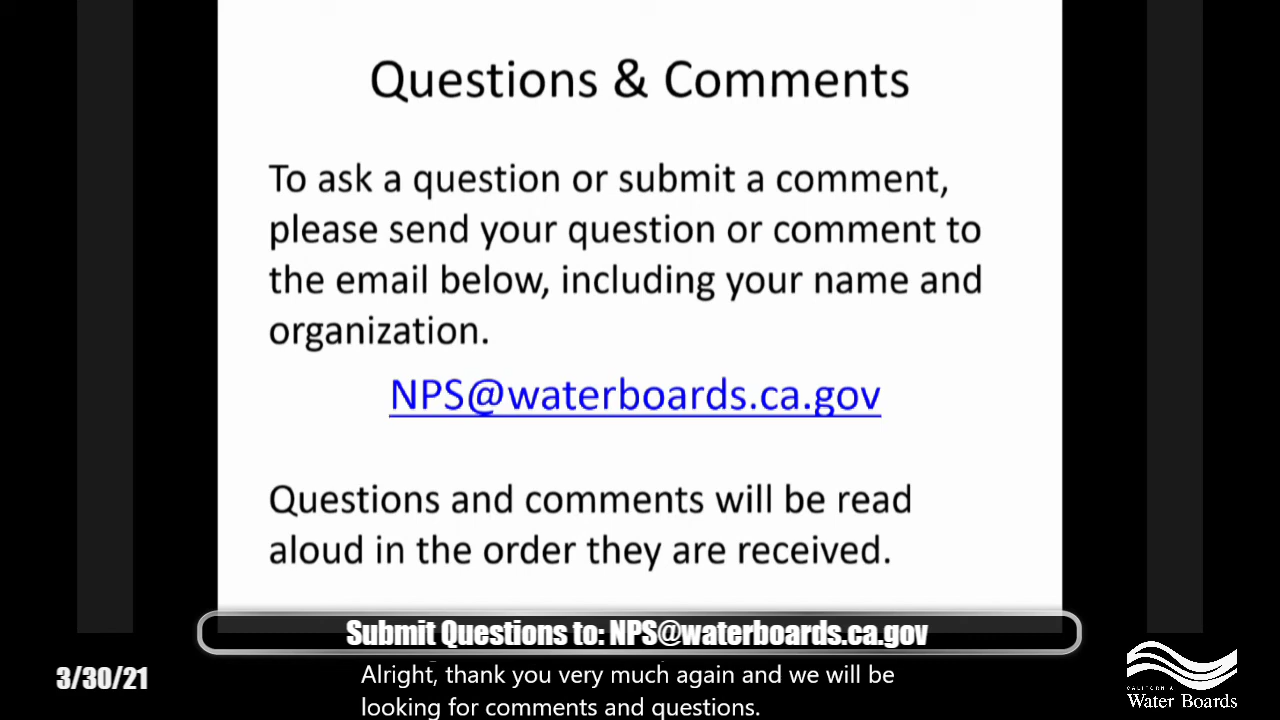 Questions & Comments
To ask a question or submit a comment,
please send your question or comment to
the email below, including your name and
organization.
NPS@waterboards.ca.gov
Questions and comments will be read
aloud in the order they are received.
Submit Questions to: NPS@waterboards.ca.gov
3/30/21
Alright, thank you very much again and we will be
looking for comments and questions.
CALIFORNIA
Water Boards